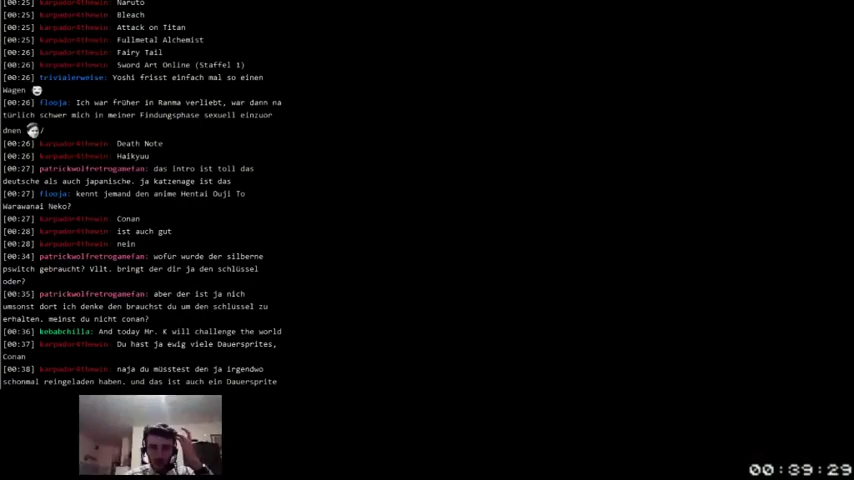 [00:25] karpador4thewin: Naruto
[00:25] karpador4thewin: Bleach
[00:25] karpador4thewin: Attack on Titan
[00:25] karpador4thewin: Fullmetal Alchemist
[00:26] karpador4thewin: Fairy Tail
[00:26] karpador4thewin: Sword Art Online (Staffel 1)
[00:26] trivialerweise: Yoshi frisst einfach mal so einen
Wagen
[00:26] flooja: Ich war früher in Ranma verliebt, war dann na
türlich schwer mich in meiner Findungsphase sexuell einzuor
dnen /
[00:26] karpador4thewin: Death Note
[00:26] karpador4thewin: Haikyuu
[00:27] patrickwolfretrogamefan: das intro ist toll das
deutsche als auch japanische. ja katzenage ist das
[00:27] flooja: kennt jemand den anime Hentai Ouji To
Warawanai Neko?
[00:27] karpador4thewin: Conan
[00:28] karpador4thewin: ist auch gut
[00:28] karpador4thewin: nein
[00:34] patrickwolfretrogamefan: wofür wurde der silberne
pswitch gebraucht? Vllt. bringt der dir ja den schlüssel
oder?
[00:35] patrickwolfretrogamefan: aber der ist ja nich
umsonst dort ich denke den brauchst du um den schlüssel zu
erhalten. meinst du nicht conan?
[00:36] kebabchilla: And today Mr. K will challenge the world
[00:37] karpador4thewin: Du hast ja ewig viele Dauersprites,
Conan
[00:38] karpador4thewin: naja du müsstest den ja irgendwo
schonmal reingeladen haben, und das ist auch ein Dauersprite
00:39:29